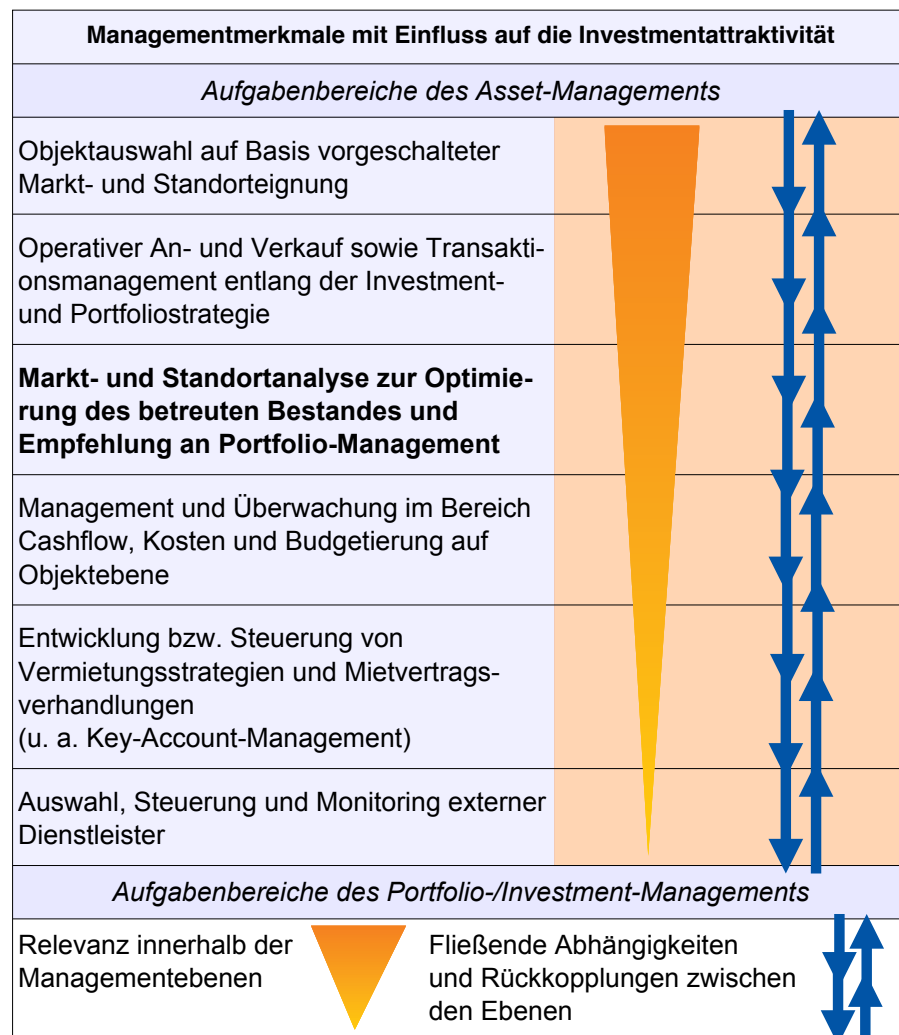 Managementmerkmale mit Einfluss auf die Investmentattraktivität
Aufgabenbereiche des Asset-Managements
Objektauswahl auf Basis vorgeschalteter
Markt- und Standorteignung
Operativer An- und Verkauf sowie Transakti-
onsmanagement entlang der Investment-
und Portfoliostrategie
Markt- und Standortanalyse zur Optimie-
rung des betreuten Bestandes und
Empfehlung an Portfolio-Management
Management und Überwachung im Bereich
Cashflow, Kosten und Budgetierung auf
Objektebene
Entwicklung bzw. Steuerung von
Vermietungsstrategien und Mietvertrags-
verhandlungen
(u. a. Key-Account-Management)
Auswahl, Steuerung und Monitoring externer
Dienstleister
Aufgabenbereiche des Portfolio-/Investment-Managements
Relevanz innerhalb der
Managementebenen
Fließende Abhängigkeiten
und Rückkopplungen zwischen
den Ebenen